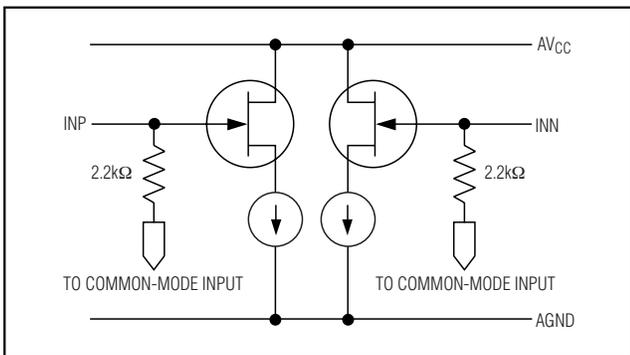 AVCC
INP
INN
2.2kΩ
2.2kΩ
TO COMMON-MODE INPUT
TO COMMON-MODE INPUT
AGND